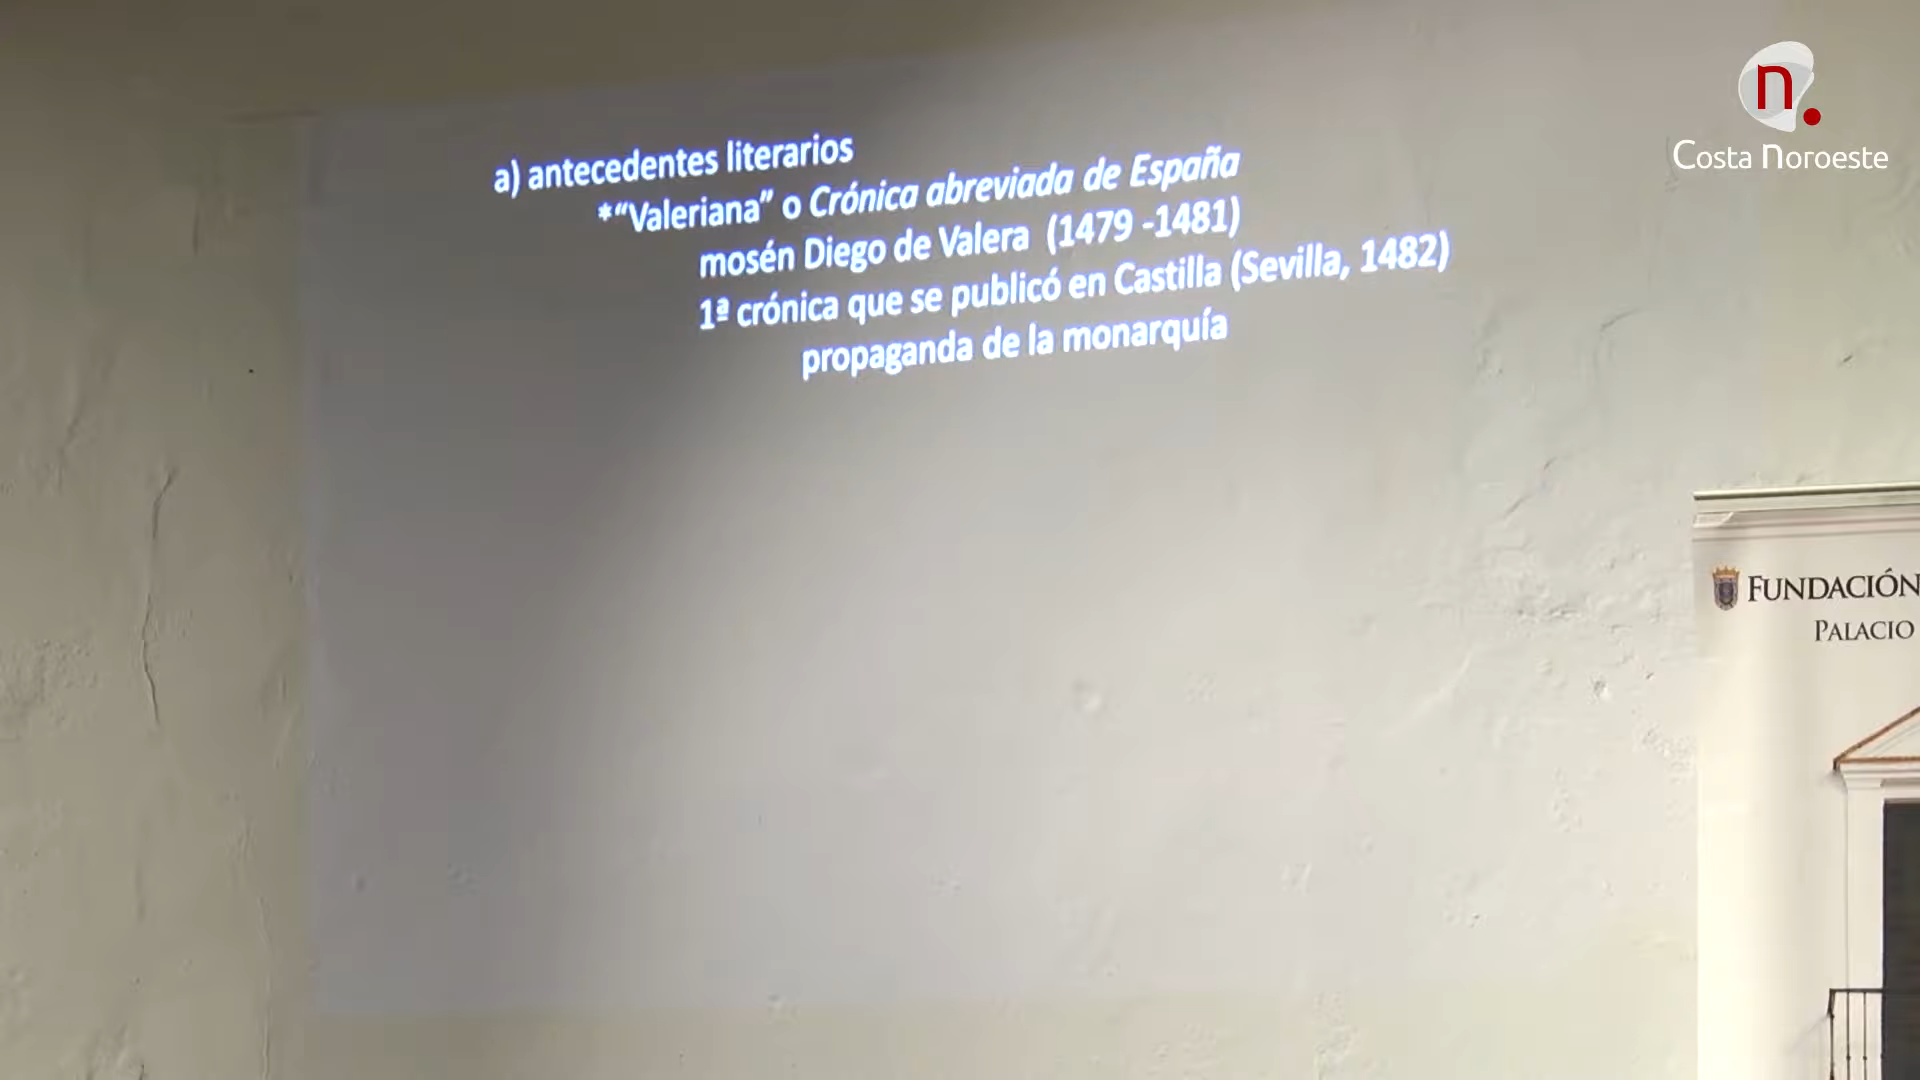 a) antecedentes literarios
*“Valeriana” o Crónica abreviada de España
mosén Diego de Valera (1479 -1481)
1ª crónica que se publicó en Castilla (Sevilla, 1482)
propaganda de la monarquía
n.
Costa Noroeste
FUNDACIÓN
PALACIO